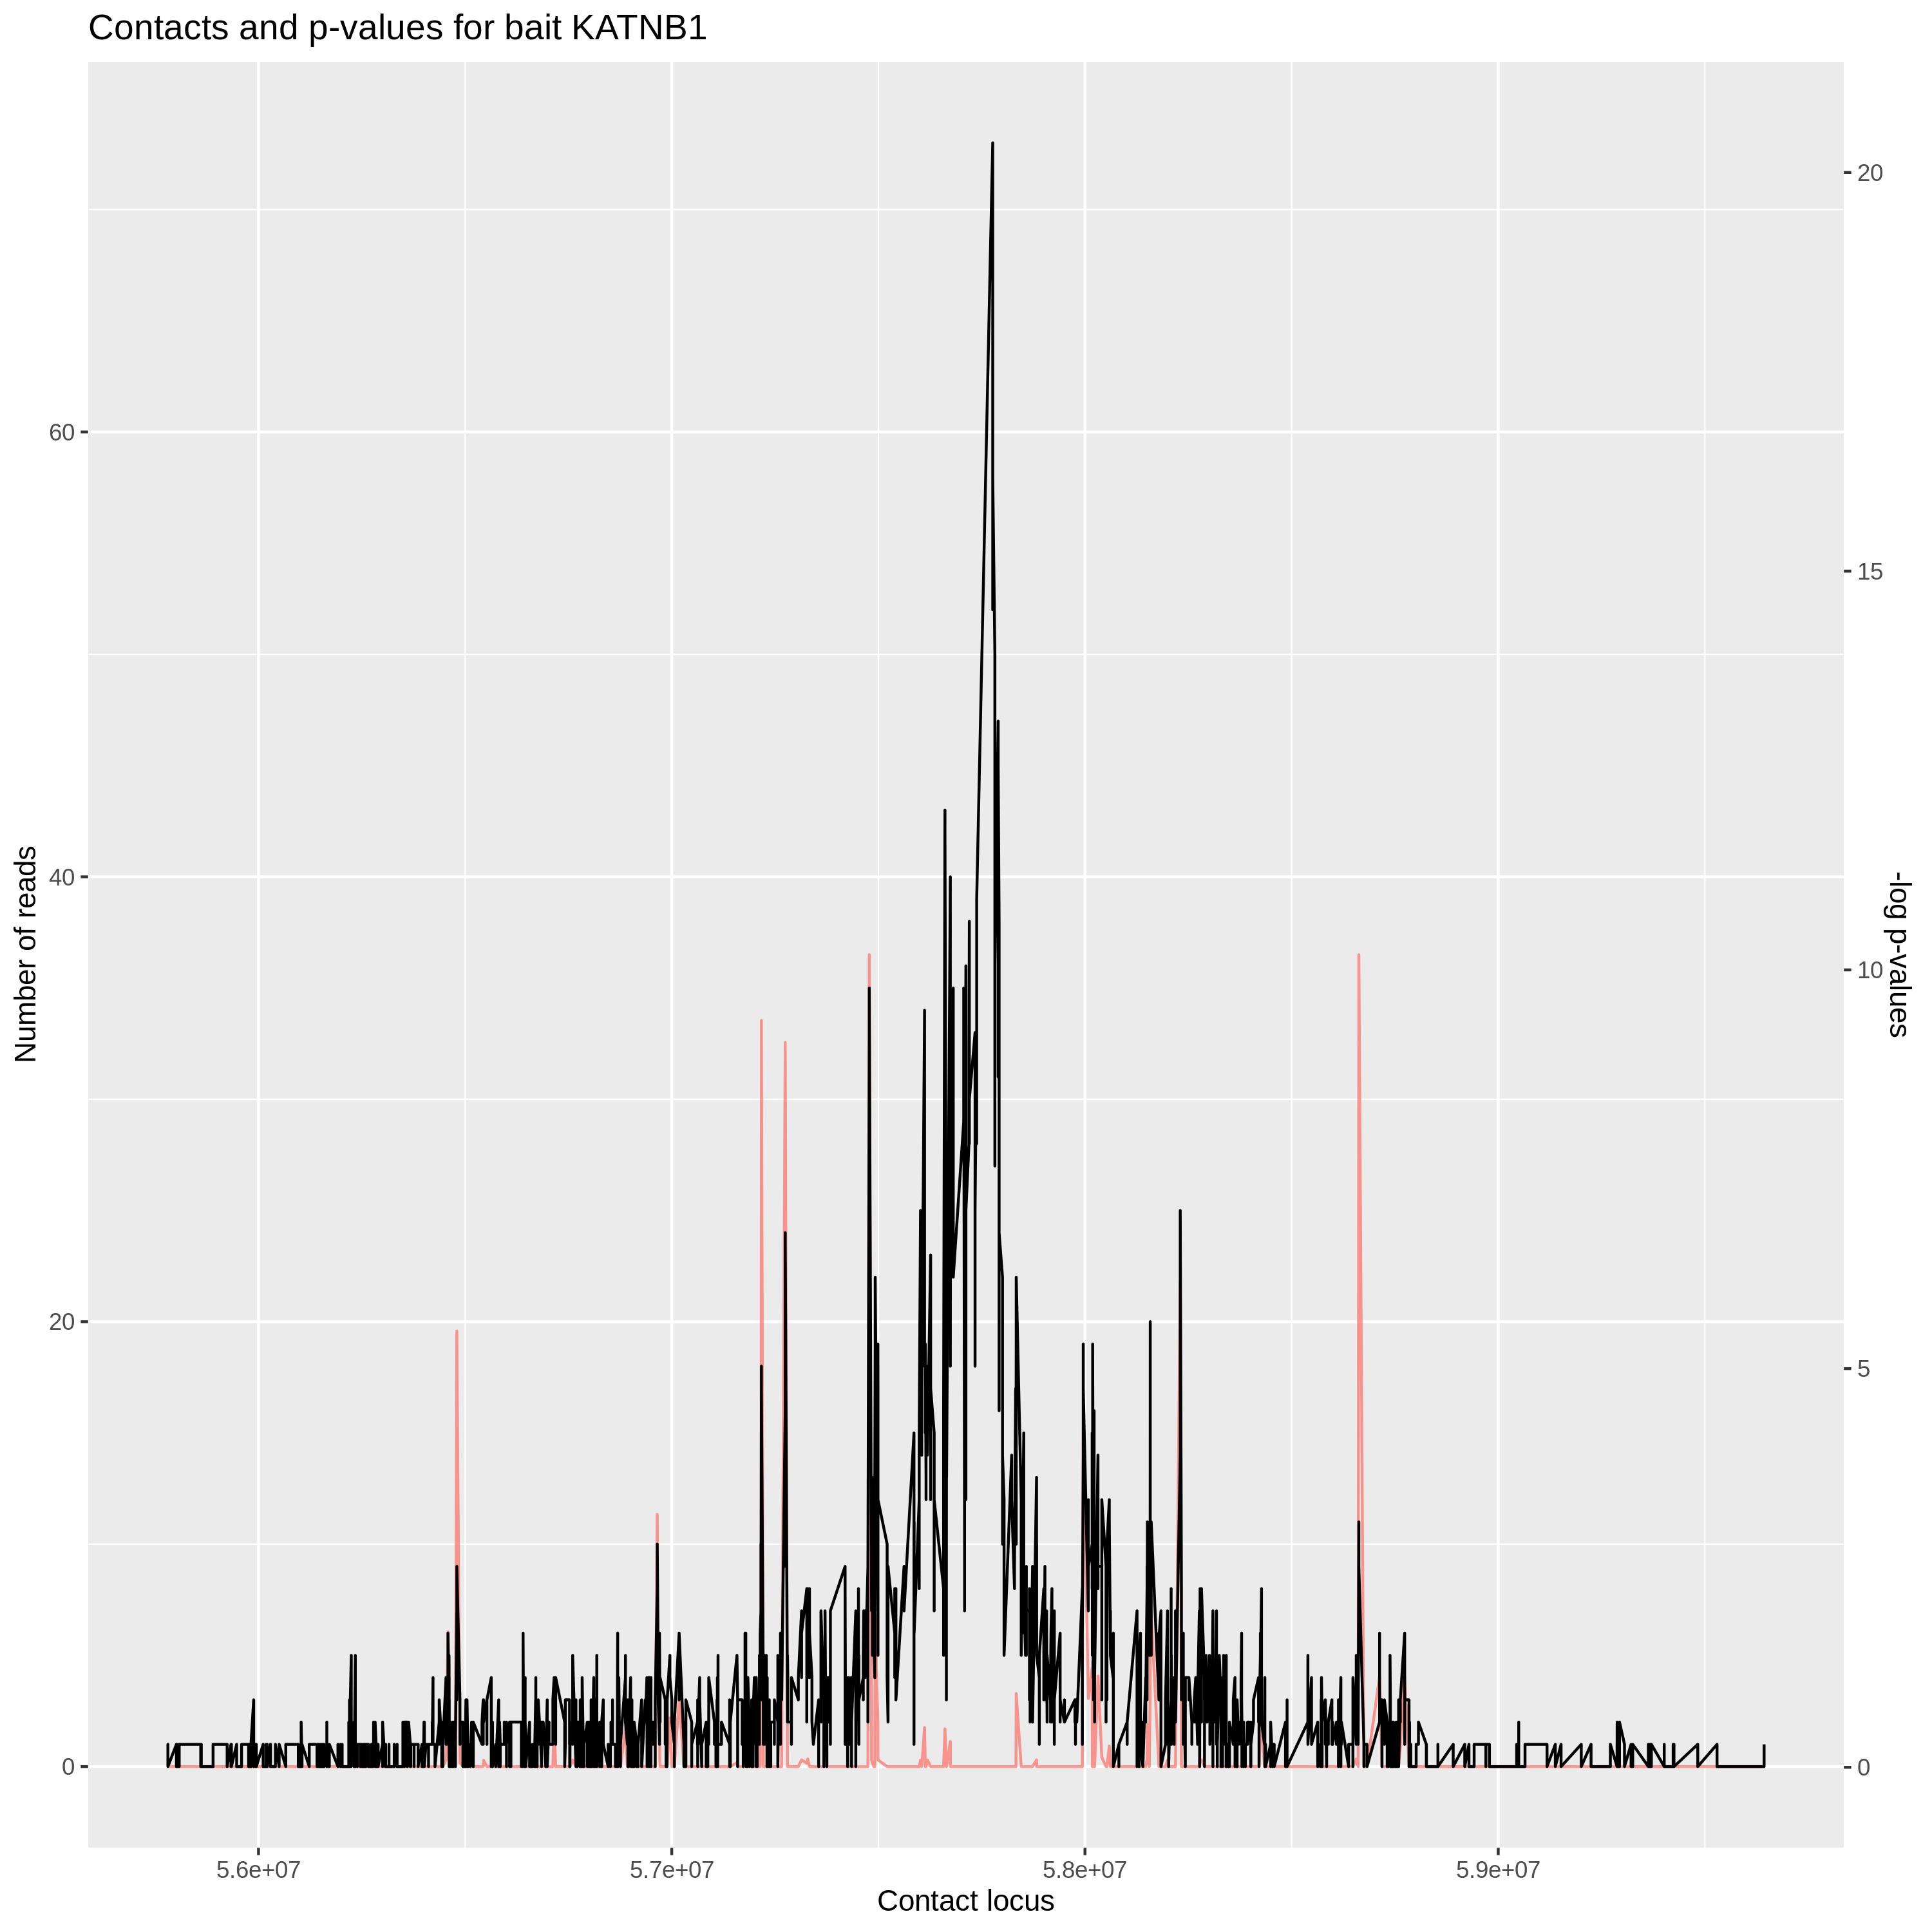 Contacts and p-values for bait KATNB1
20
15
10
5
0
-log p-values
60
40
20
0
Number of reads
5.6e+07
5.7e+07
5.8e+07
5.9e+07
Contact locus